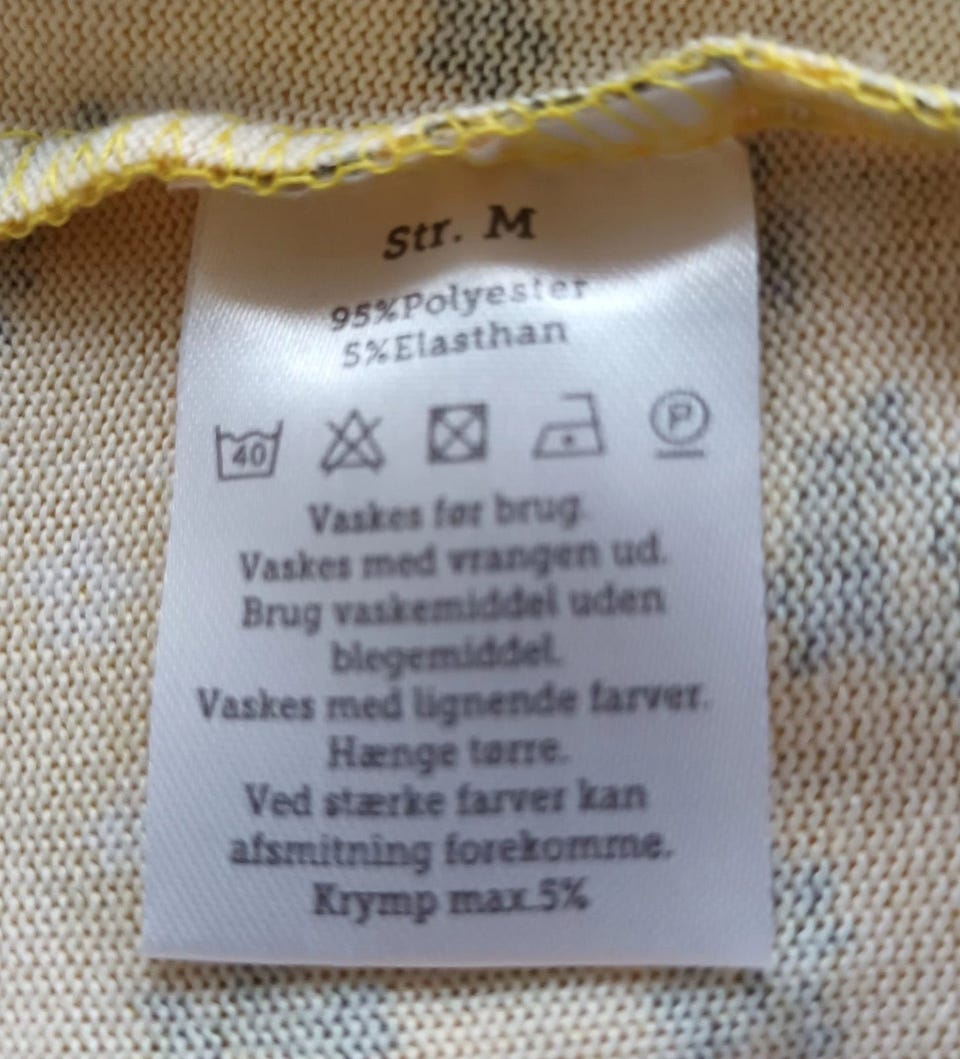 Str. M
95%Polyester
5%Elasthan
40 P
Vaskes før brug.
Vaskes med vrangen ud.
Brug vaskemiddel uden
blegemiddel.
Vaskes med lignende farver.
Hænge tørre.
Ved stærke farver kan
afsmitning forekomme.
Krymp max.5%